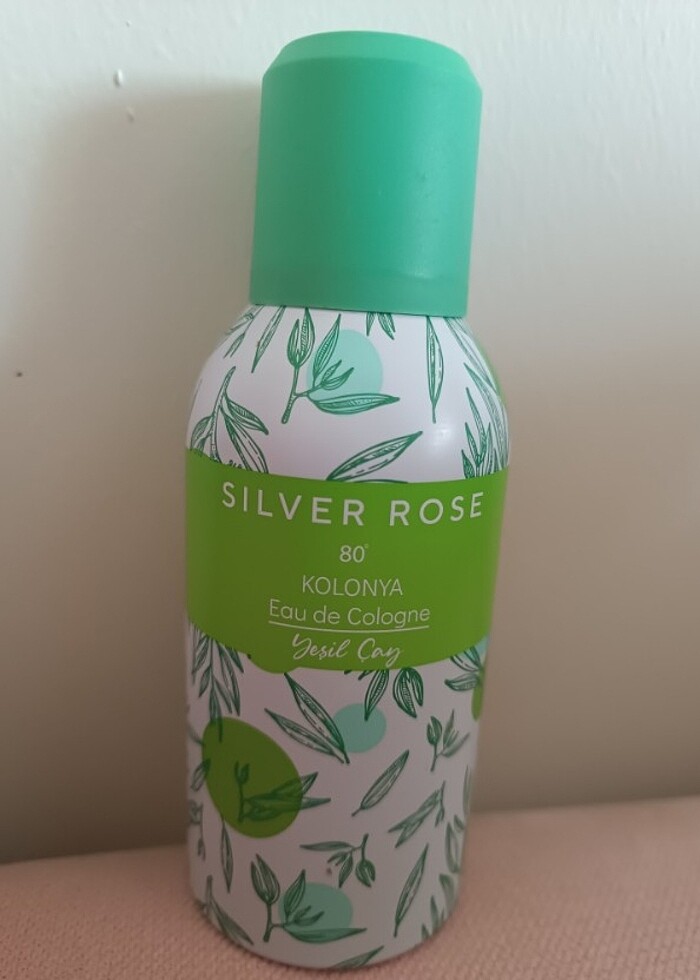 SILVER ROSE
80°
KOLONYA
Eau de Cologne
Yeşil Çay